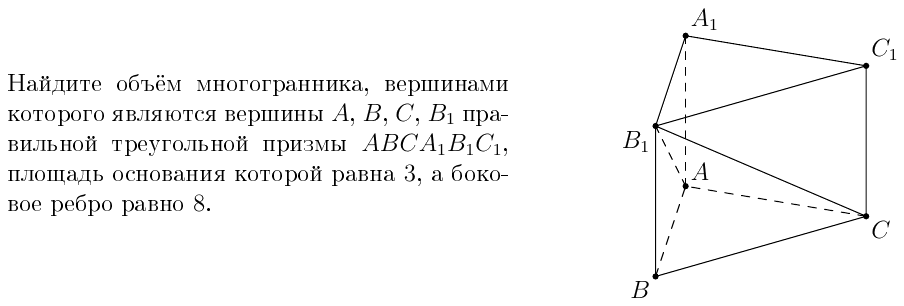 Найдите объём многогранника, вершинами
которого являются вершины A, B, C, B₁ пра-
вильной треугольной призмы ABCA₁B₁C₁,
площадь основания которой равна 3, а боко-
вое ребро равно 8.
A₁
C₁
B₁
A
C
B